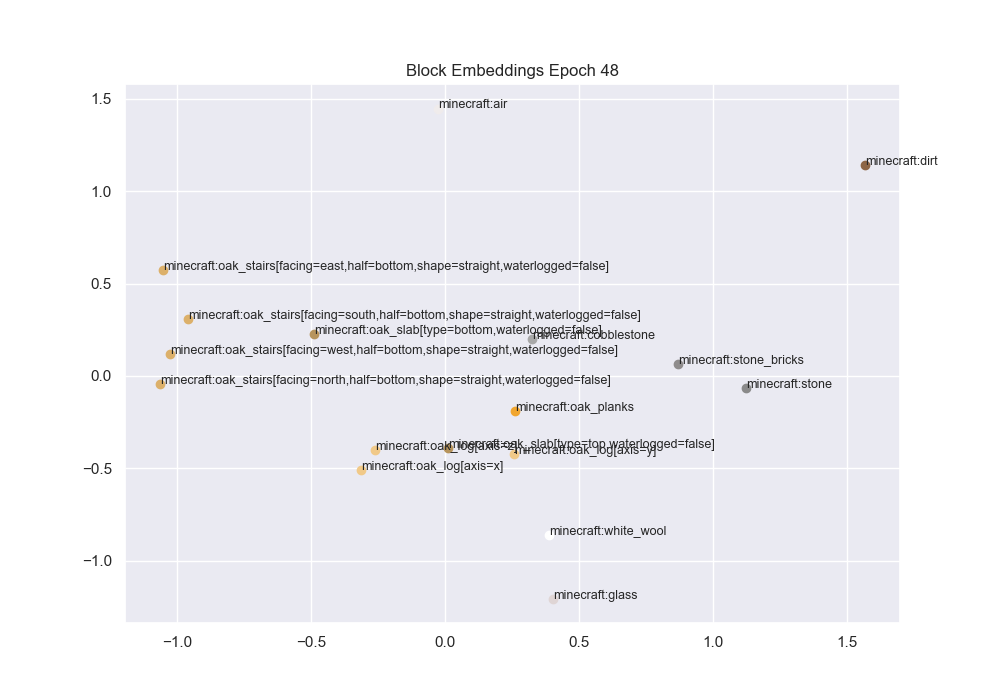 Block Embeddings Epoch 48
1.5
minecraft:air
minecraft:dirt
1.0
minecraft:oak_stairs[facing=east,half=bottom,shape=straight,waterlogged=false]
0.5
minecraft:oak_stairs[facing=south,half=bottom,shape=straight,waterlogged=false]
minecraft:oak_slab[type=bottom,waterlogged=false]
minecraft:cobblestone
minecraft:oak_stairs[facing=west,half=bottom,shape=straight,waterlogged=false]
minecraft:stone_bricks
0.0
minecraft:oak_stairs[facing=north,half=bottom,shape=straight,waterlogged=false]
minecraft:stone
minecraft:oak_planks
minecraft:oak_slab[type=top,waterlogged=false]
minecraft:oak_log[axis=z]
minecraft:oak_log[axis=y]
−0.5
minecraft:oak_log[axis=x]
minecraft:white_wool
−1.0
minecraft:glass
−1.0 −0.5 0.0 0.5 1.0 1.5